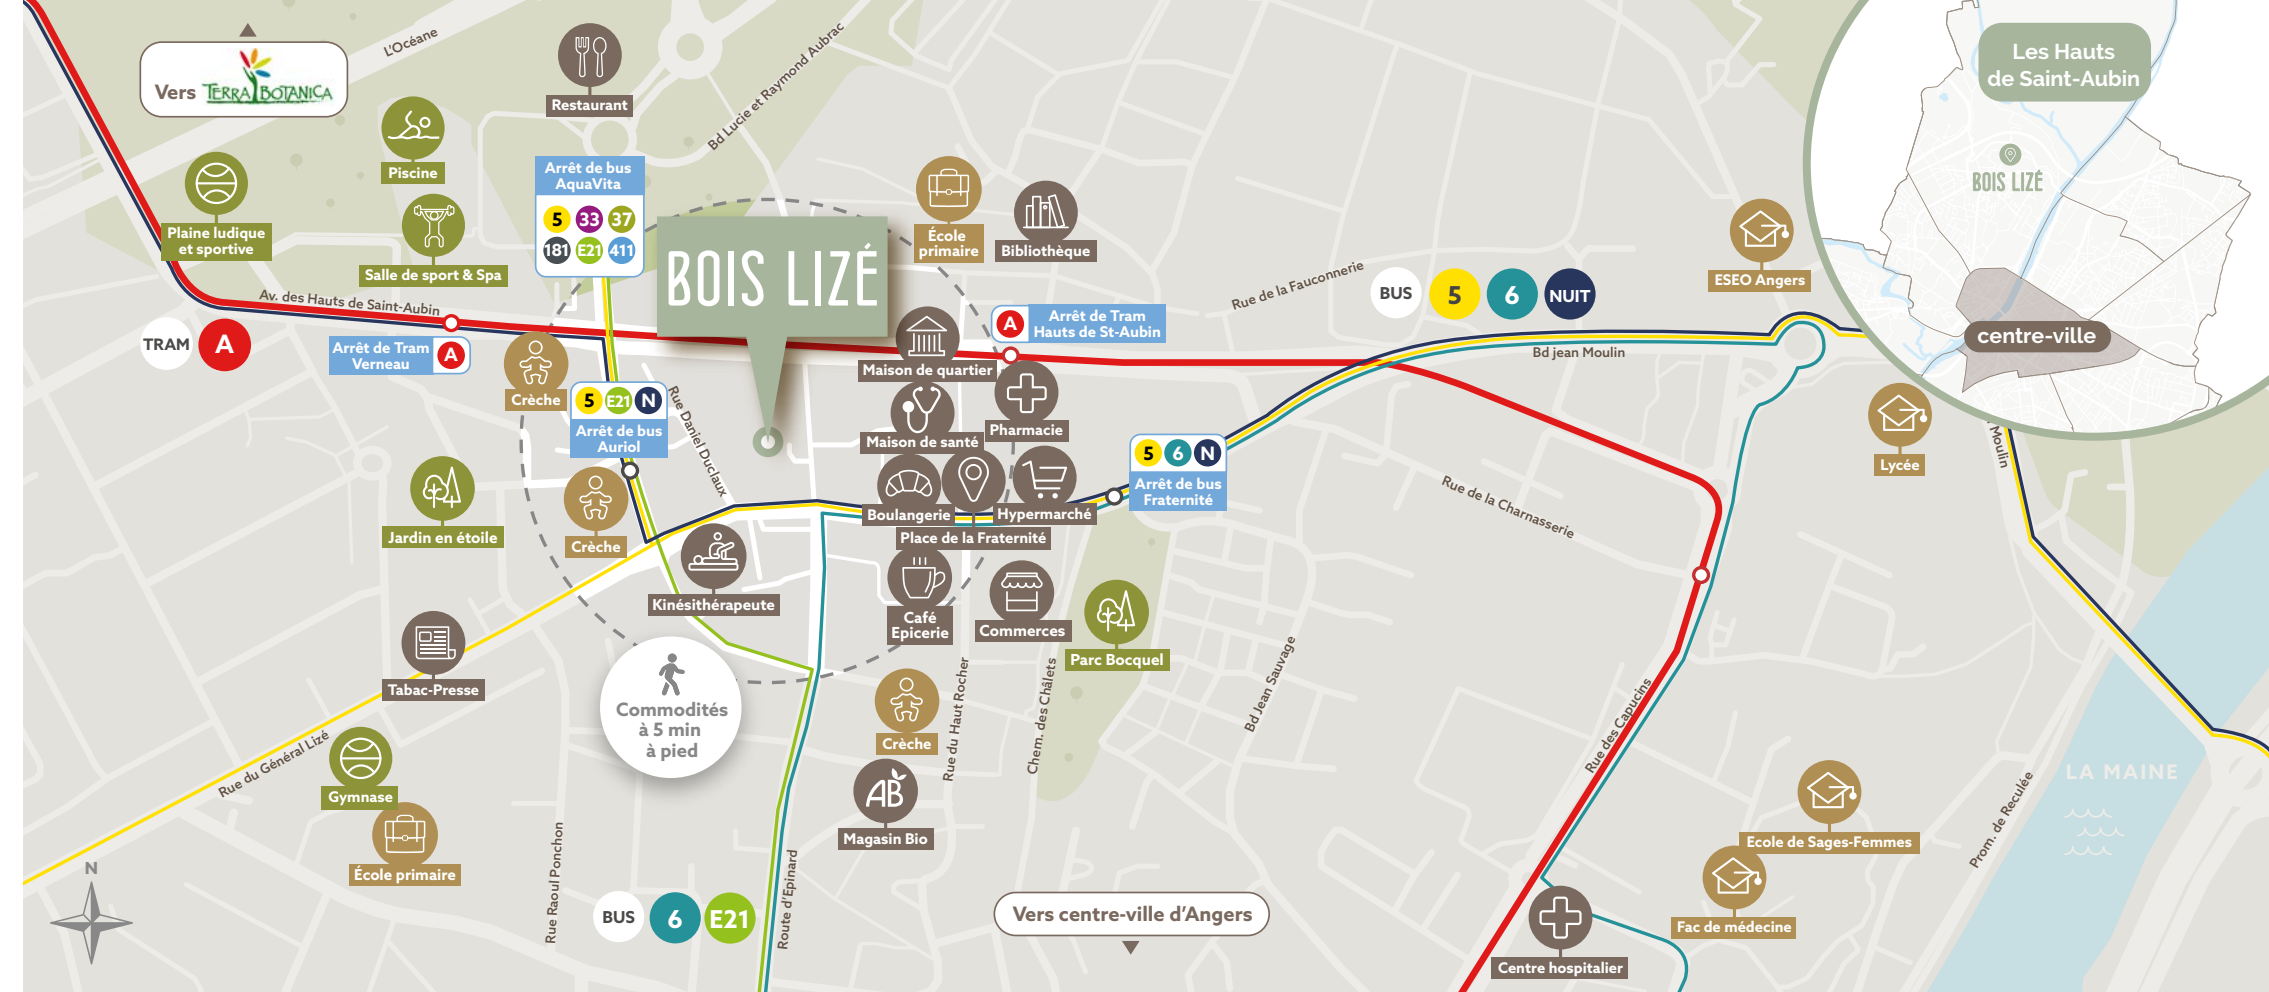 L'Océane
Vers TERRA BOTANICA
Restaurant
Bd Lucie et Raymond Aubrac
Piscine
Plaine ludique
et sportive
Salle de sport & Spa
Arrêt de bus
AquaVita
5 33 37
181 E21 411
BOIS LIZÉ
École
primaire
Bibliothèque
Les Hauts
de Saint-Aubin
BOIS LIZÉ
centre-ville
ESEO Angers
Rue de la Fauconnerie
BUS 5 6 NUIT
Av. des Hauts de Saint-Aubin
TRAM A
Arrêt de Tram
Verneau
A
A
Arrêt de Tram
Hauts de St-Aubin
Maison de quartier
Bd jean Moulin
Crèche
5 E21 N
Arrêt de bus
Auriol
Rue Daniel Duclaux
Maison de santé
Pharmacie
5 6 N
Arrêt de bus
Fraternité
Lycée
Moulin
Rue de la Charnasserie
Jardin en étoile
Crèche
Boulangerie
Hypermarché
Place de la Fraternité
Kinésithérapeute
Café
Epicerie
Commerces
Parc Bocquel
Tabac-Presse
Commodités
à 5 min
à pied
Crèche
Rue du Haut Rocher
Chem. des Châlets
Bd Jean Sauvage
Rue des Capucins
Rue du Général Lizé
Gymnase
École primaire
AB
Magasin Bio
LA MAINE
Prom. de Reculée
Ecole de Sages-Femmes
Fac de médecine
N
Rue Raoul Ponchon
BUS 6 E21
Route d'Epinard
Vers centre-ville d'Angers
Centre hospitalier